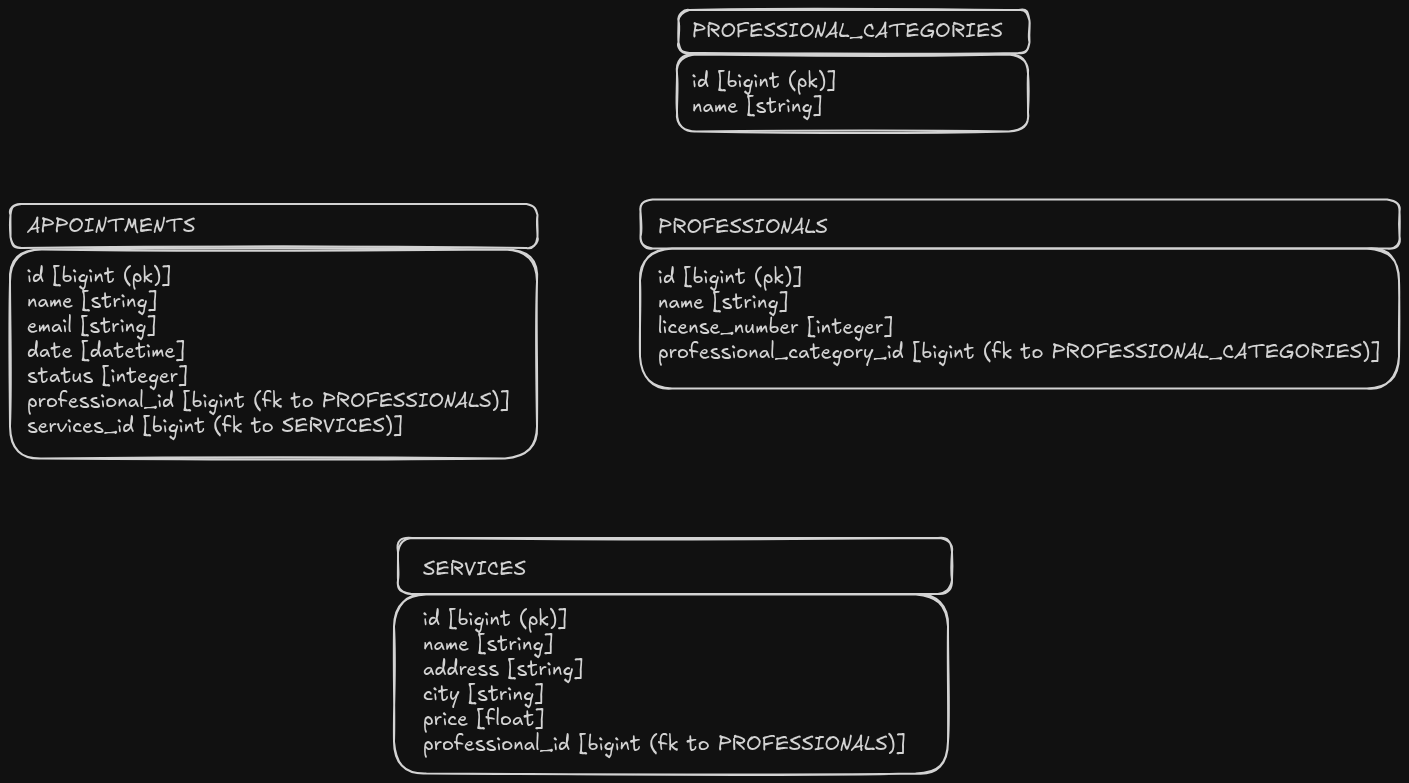 PROFESSIONAL_CATEGORIES
id [bigint (pk)]
name [string]
APPOINTMENTS
id [bigint (pk)]
name [string]
email [string]
date [datetime]
status [integer]
professional_id [bigint (fk to PROFESSIONALS)]
services_id [bigint (fk to SERVICES)]
PROFESSIONALS
id [bigint (pk)]
name [string]
license_number [integer]
professional_category_id [bigint (fk to PROFESSIONAL_CATEGORIES)]
SERVICES
id [bigint (pk)]
name [string]
address [string]
city [string]
price [float]
professional_id [bigint (fk to PROFESSIONALS)]